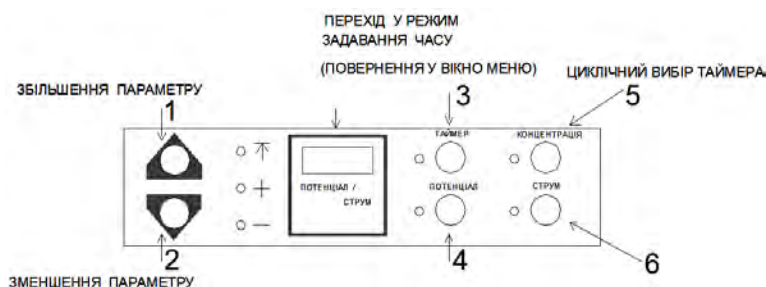 ПЕРЕХІД У РЕЖИМ
ЗАДАВАННЯ ЧАСУ
(ПОВЕРНЕННЯ У ВІКНО МЕНЮ)
ЦИКЛІЧНИЙ ВИБІР ТАЙМЕРА
ЗБІЛЬШЕННЯ ПАРАМЕТРУ
1
3
5
ТАЙМЕР
КОНЦЕНТРАЦІЯ
ПОТЕНЦІАЛ /
СТРУМ
ПОТЕНЦІАЛ
СТРУМ
2
4
6
ЗМЕНШЕННЯ ПАРАМЕТРУ